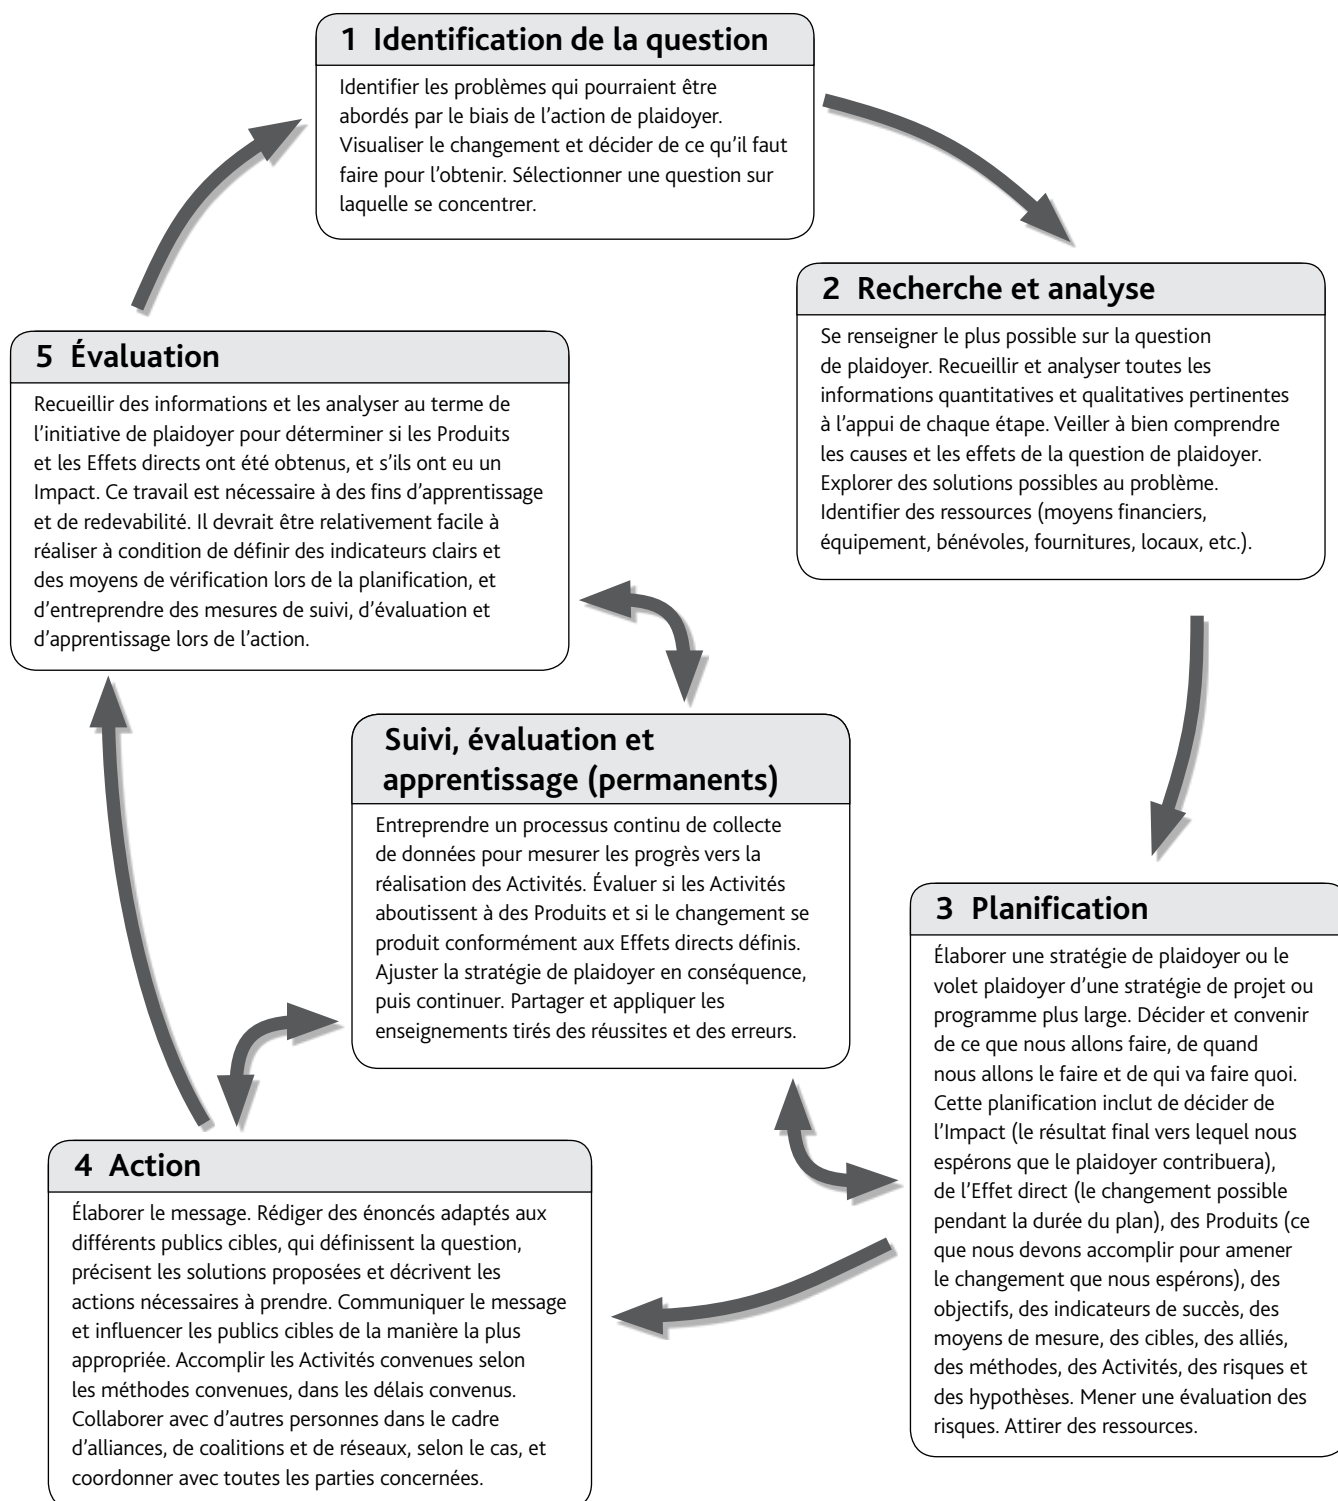 1 Identification de la question
Identifier les problèmes qui pourraient être
abordés par le biais de l'action de plaidoyer.
Visualiser le changement et décider de ce qu'il faut
faire pour l'obtenir. Sélectionner une question sur
laquelle se concentrer.
2 Recherche et analyse
Se renseigner le plus possible sur la question
de plaidoyer. Recueillir et analyser toutes les
informations quantitatives et qualitatives pertinentes
à l'appui de chaque étape. Veiller à bien comprendre
les causes et les effets de la question de plaidoyer.
Explorer des solutions possibles au problème.
Identifier des ressources (moyens financiers,
équipement, bénévoles, fournitures, locaux, etc.).
3 Planification
Élaborer une stratégie de plaidoyer ou le
volet plaidoyer d'une stratégie de projet ou
programme plus large. Décider et convenir
de ce que nous allons faire, de quand
nous allons le faire et de qui va faire quoi.
Cette planification inclut de décider de
l'Impact (le résultat final vers lequel nous
espérons que le plaidoyer contribuera),
de l'Effet direct (le changement possible
pendant la durée du plan), des Produits (ce
que nous devons accomplir pour amener
le changement que nous espérons), des
objectifs, des indicateurs de succès, des
moyens de mesure, des cibles, des alliés,
des méthodes, des Activités, des risques et
des hypothèses. Mener une évaluation des
risques. Attirer des ressources.
4 Action
Élaborer le message. Rédiger des énoncés adaptés aux
différents publics cibles, qui définissent la question,
précisent les solutions proposées et décrivent les
actions nécessaires à prendre. Communiquer le message
et influencer les publics cibles de la manière la plus
appropriée. Accomplir les Activités convenues selon
les méthodes convenues, dans les délais convenus.
Collaborer avec d'autres personnes dans le cadre
d'alliances, de coalitions et de réseaux, selon le cas, et
coordonner avec toutes les parties concernées.
5 Évaluation
Recueillir des informations et les analyser au terme de
l'initiative de plaidoyer pour déterminer si les Produits
et les Effets directs ont été obtenus, et s'ils ont eu un
Impact. Ce travail est nécessaire à des fins d'apprentissage
et de redevabilité. Il devrait être relativement facile à
réaliser à condition de définir des indicateurs clairs et
des moyens de vérification lors de la planification, et
d'entreprendre des mesures de suivi, d'évaluation et
d'apprentissage lors de l'action.
Suivi, évaluation et
apprentissage (permanents)
Entreprendre un processus continu de collecte
de données pour mesurer les progrès vers la
réalisation des Activités. Évaluer si les Activités
aboutissent à des Produits et si le changement se
produit conformément aux Effets directs définis.
Ajuster la stratégie de plaidoyer en conséquence,
puis continuer. Partager et appliquer les
enseignements tirés des réussites et des erreurs.